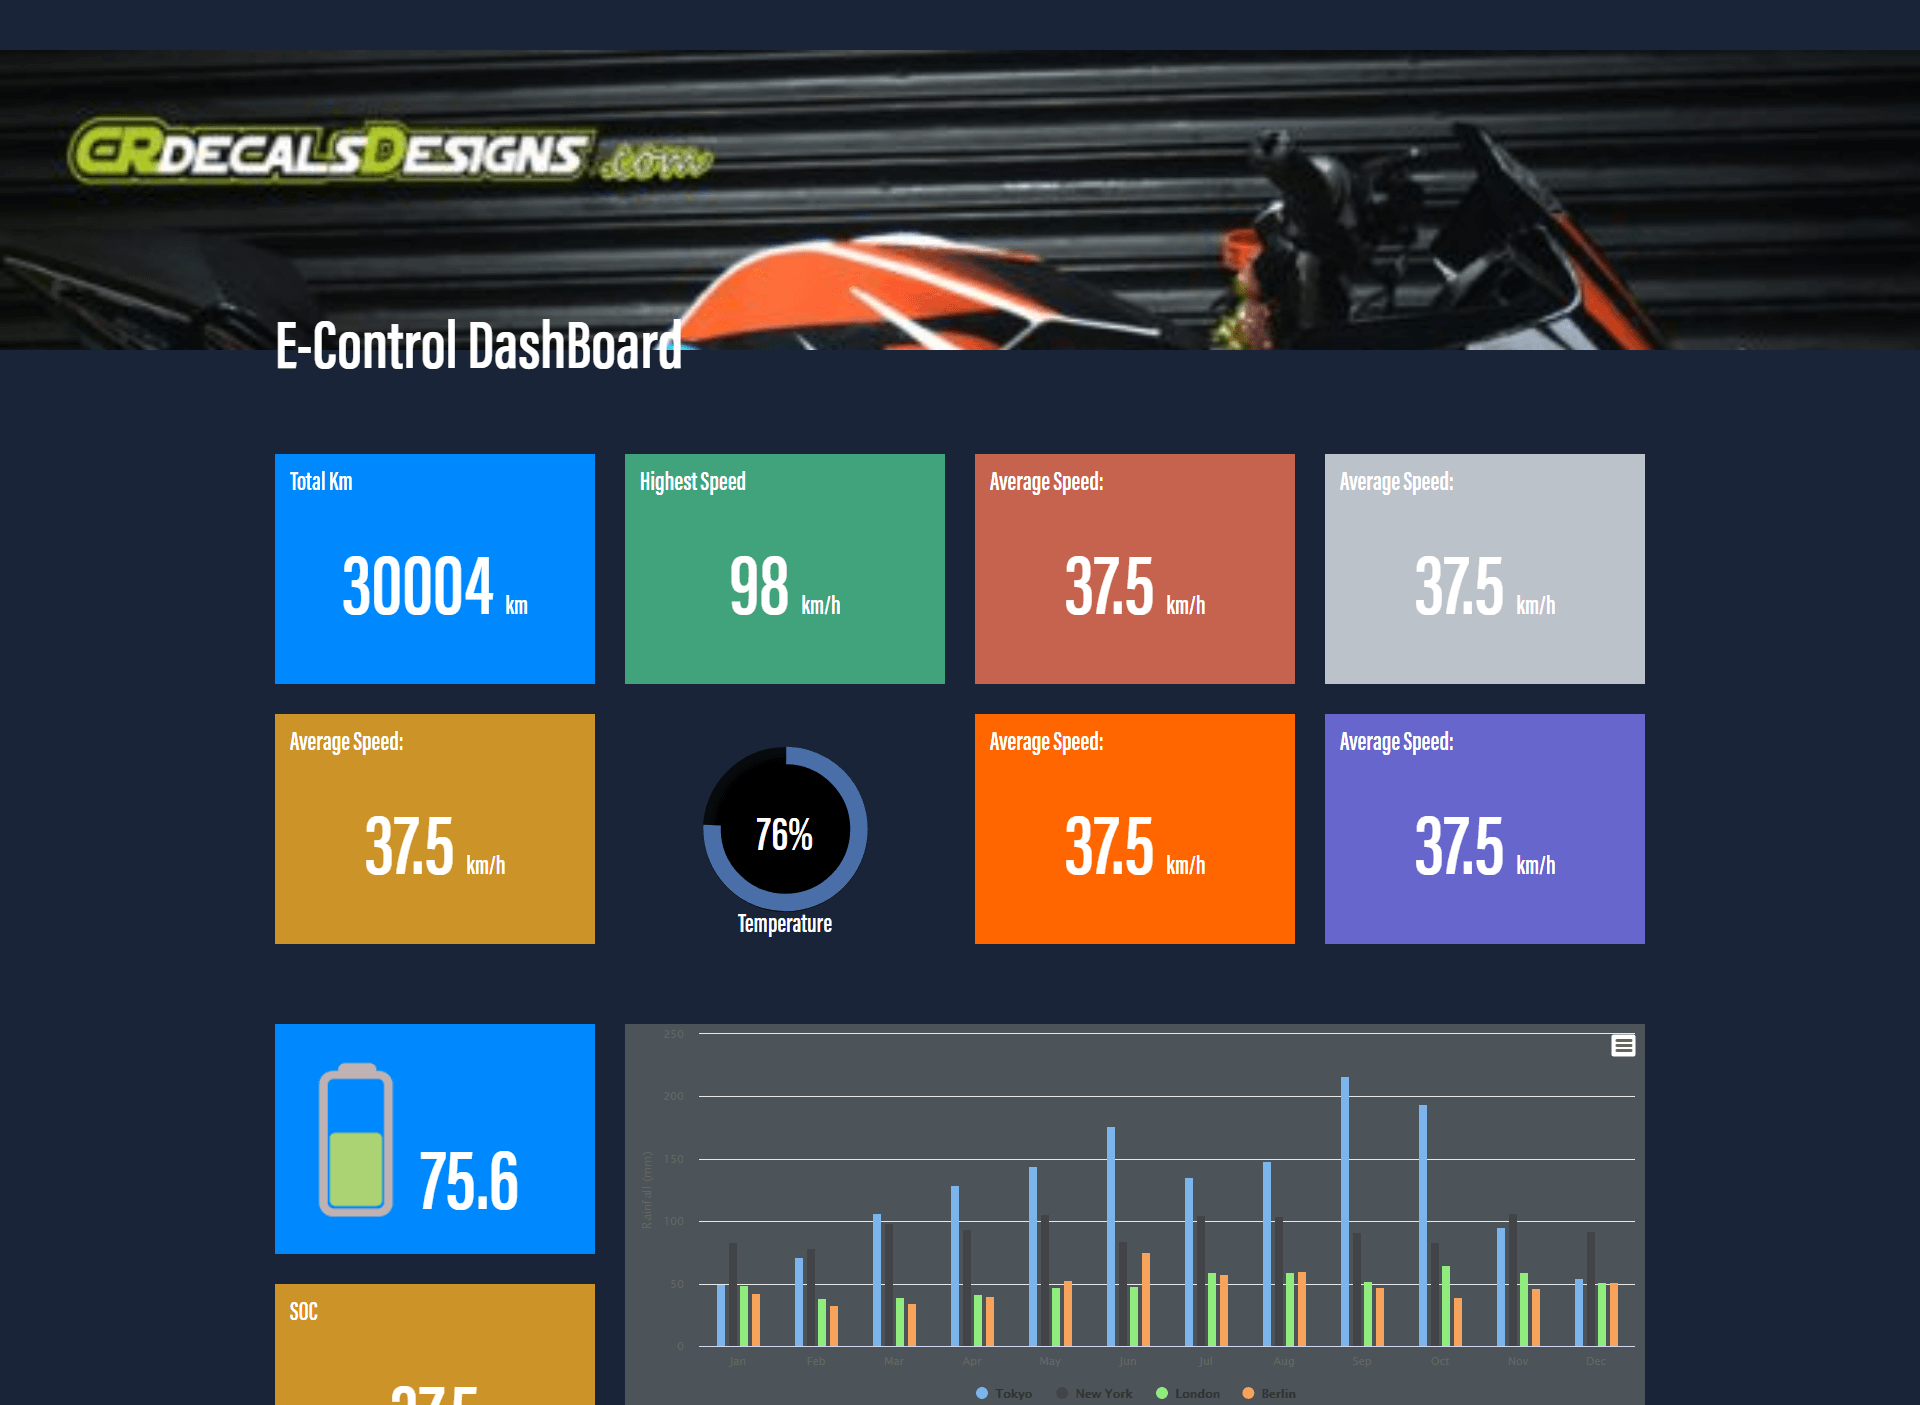 ERDECALSDESIGNS.com
E-Control DashBoard
Total Km
30004 km
Highest Speed
98 km/h
Average Speed:
37.5 km/h
Average Speed:
37.5 km/h
Average Speed:
37.5 km/h
76%
Temperature
Average Speed:
37.5 km/h
Average Speed:
37.5 km/h
75.6
SOC
37.5
250
200
150
100
50
0
Rainfall (mm)
Jan Feb Mar Apr May Jun Jul Aug Sep Oct Nov Dec
Tokyo New York London Berlin